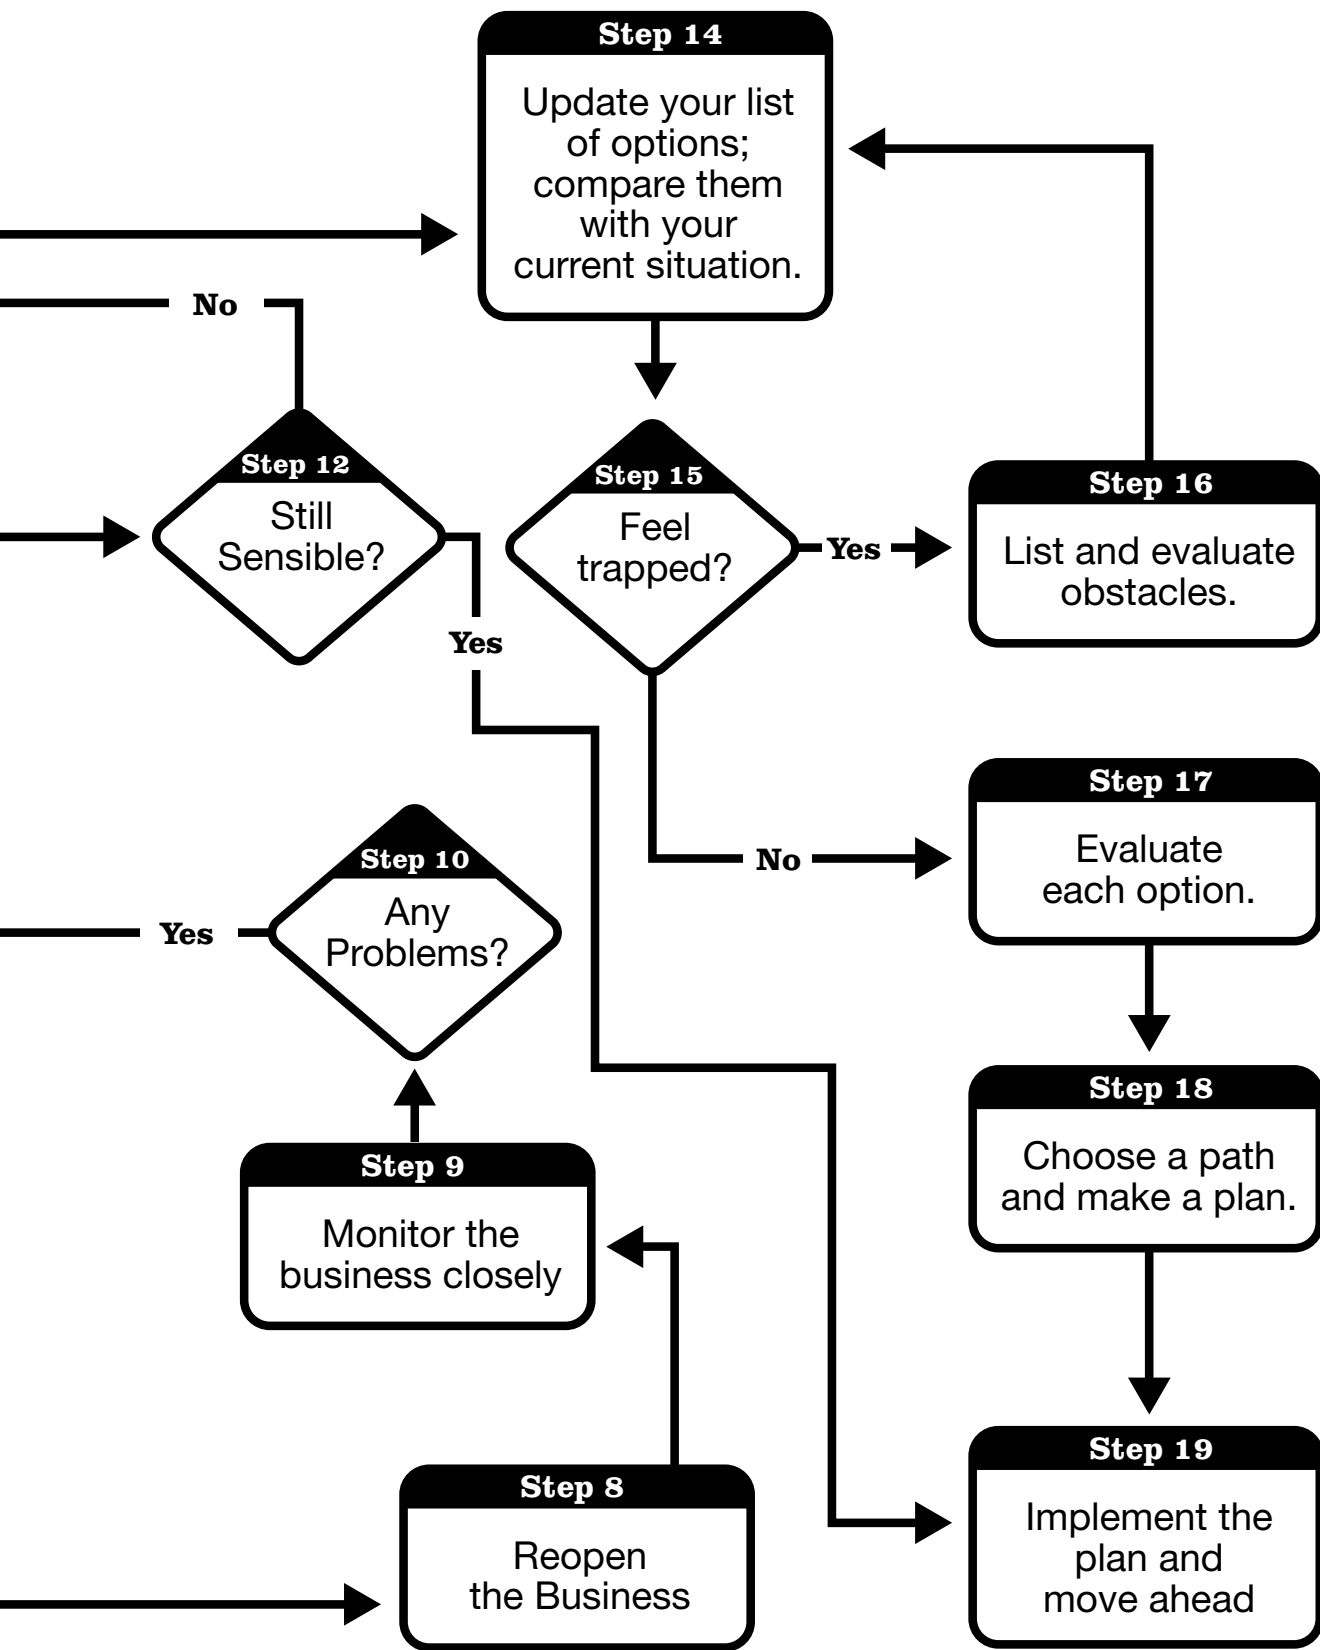 Step 14
Update your list
of options;
compare them
with your
current situation.
No
Step 12
Still
Sensible?
Yes
Step 15
Feel
trapped?
Yes
Step 16
List and evaluate
obstacles.
No
Step 17
Evaluate
each option.
Step 10
Any
Problems?
Yes
Step 18
Choose a path
and make a plan.
Step 9
Monitor the
business closely
Step 19
Implement the
plan and
move ahead
Step 8
Reopen
the Business